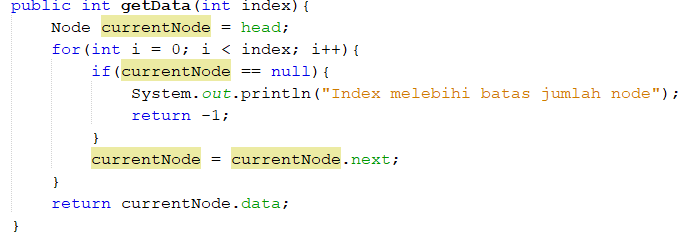 public int getData(int index){
Node currentNode = head;
for(int i = 0; i < index; i++){
if(currentNode == null){
System.out.println("Index melebihi batas jumlah node");
return -1;
}
currentNode = currentNode.next;
}
return currentNode.data;
}